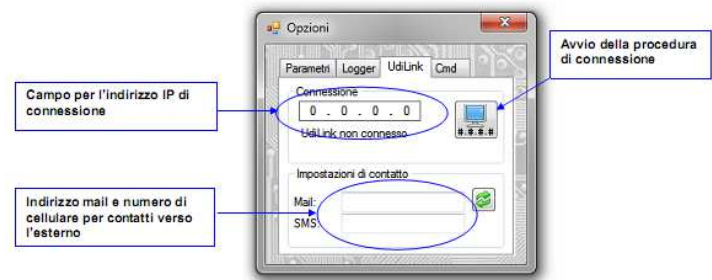 Opzioni
Parametri Logger UdiLink Cmd
Connessione
0 . 0 . 0 . 0
UdiLink non connesso
#.#.#.#
Impostazioni di contatto
Mail:
SMS:
Campo per l'indirizzo IP di
connessione
Indirizzo mail e numero di
cellulare per contatti verso
l'esterno
Avvio della procedura
di connessione